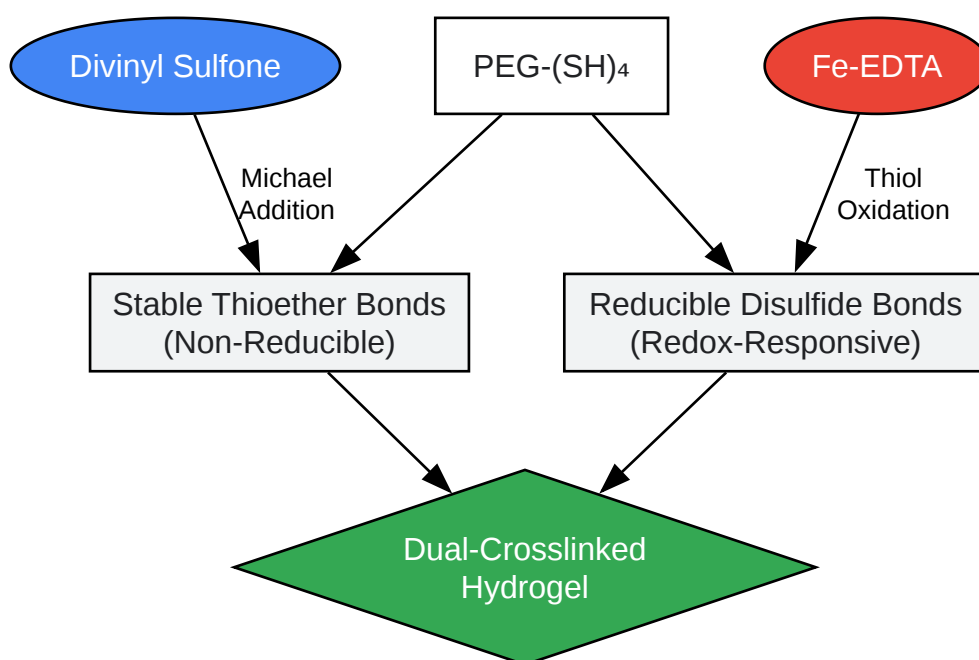 Divinyl Sulfone
PEG-(SH)₄
Fe-EDTA
Michael
Addition
Thiol
Oxidation
Stable Thioether Bonds
(Non-Reducible)
Reducible Disulfide Bonds
(Redox-Responsive)
Dual-Crosslinked
Hydrogel